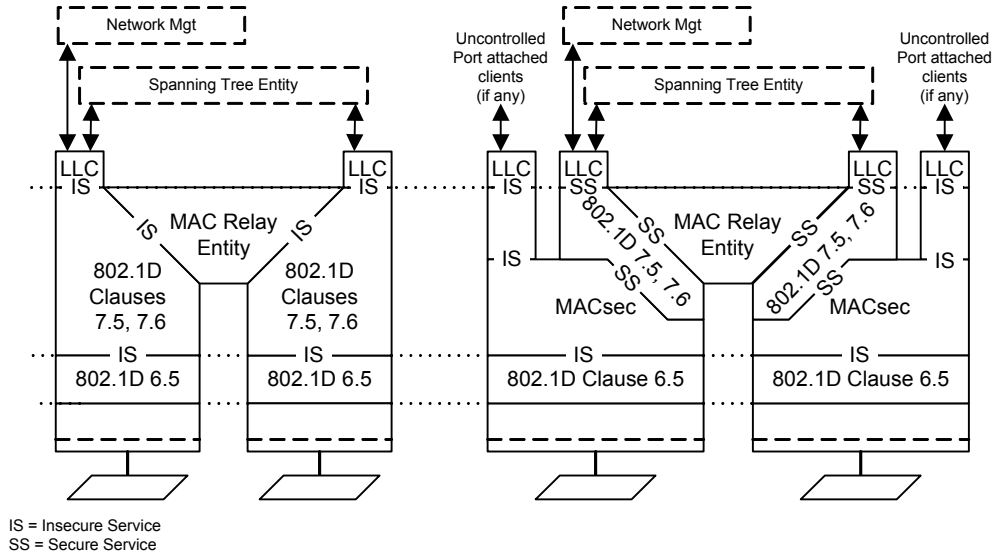 Network Mgt
Spanning Tree Entity
LLC
IS
LLC
IS
IS
MAC Relay
Entity
IS
802.1D
Clauses
7.5, 7.6
802.1D
Clauses
7.5, 7.6
IS
IS
802.1D 6.5
802.1D 6.5
Network Mgt
Uncontrolled
Port attached
clients
(if any)
Spanning Tree Entity
Uncontrolled
Port attached
clients
(if any)
LLC
IS
LLC
SS
LLC
SS
LLC
IS
802.1D 7.5, 7.6
SS
MAC Relay
Entity
SS
802.1D 7.5, 7.6
IS
SS
SS
IS
MACsec
MACsec
IS
IS
802.1D Clause 6.5
802.1D Clause 6.5
IS = Insecure Service
SS = Secure Service